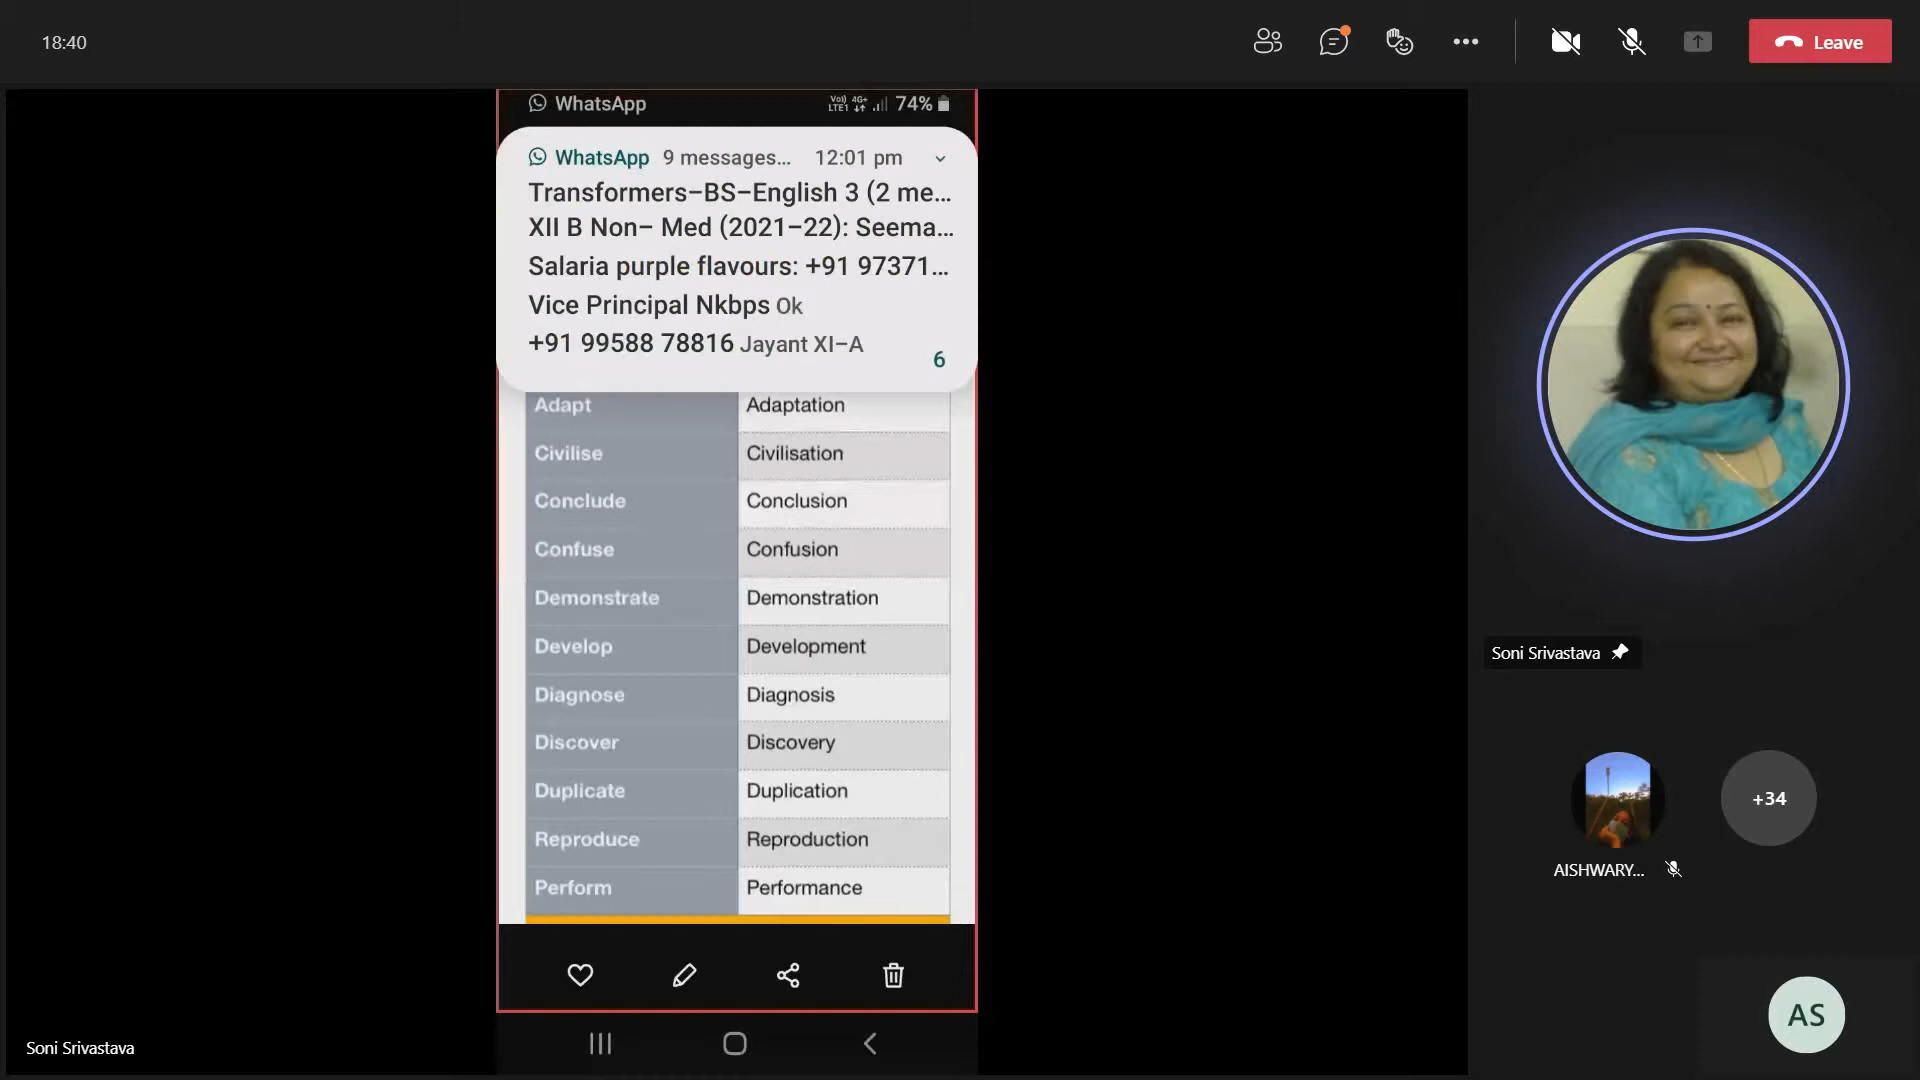 18:40
Leave
WhatsApp
Vo) 4G+
LTE1
74%
WhatsApp 9 messages... 12:01 pm
Transformers–BS–English 3 (2 me...
XII B Non– Med (2021–22): Seema...
Salaria purple flavours: +91 97371...
Vice Principal Nkbps Ok
+91 99588 78816 Jayant XI–A
6
Adapt Adaptation
Civilise Civilisation
Conclude Conclusion
Confuse Confusion
Demonstrate Demonstration
Develop Development
Diagnose Diagnosis
Discover Discovery
Duplicate Duplication
Reproduce Reproduction
Perform Performance
Soni Srivastava
Soni Srivastava
+34
AISHWARY...
AS